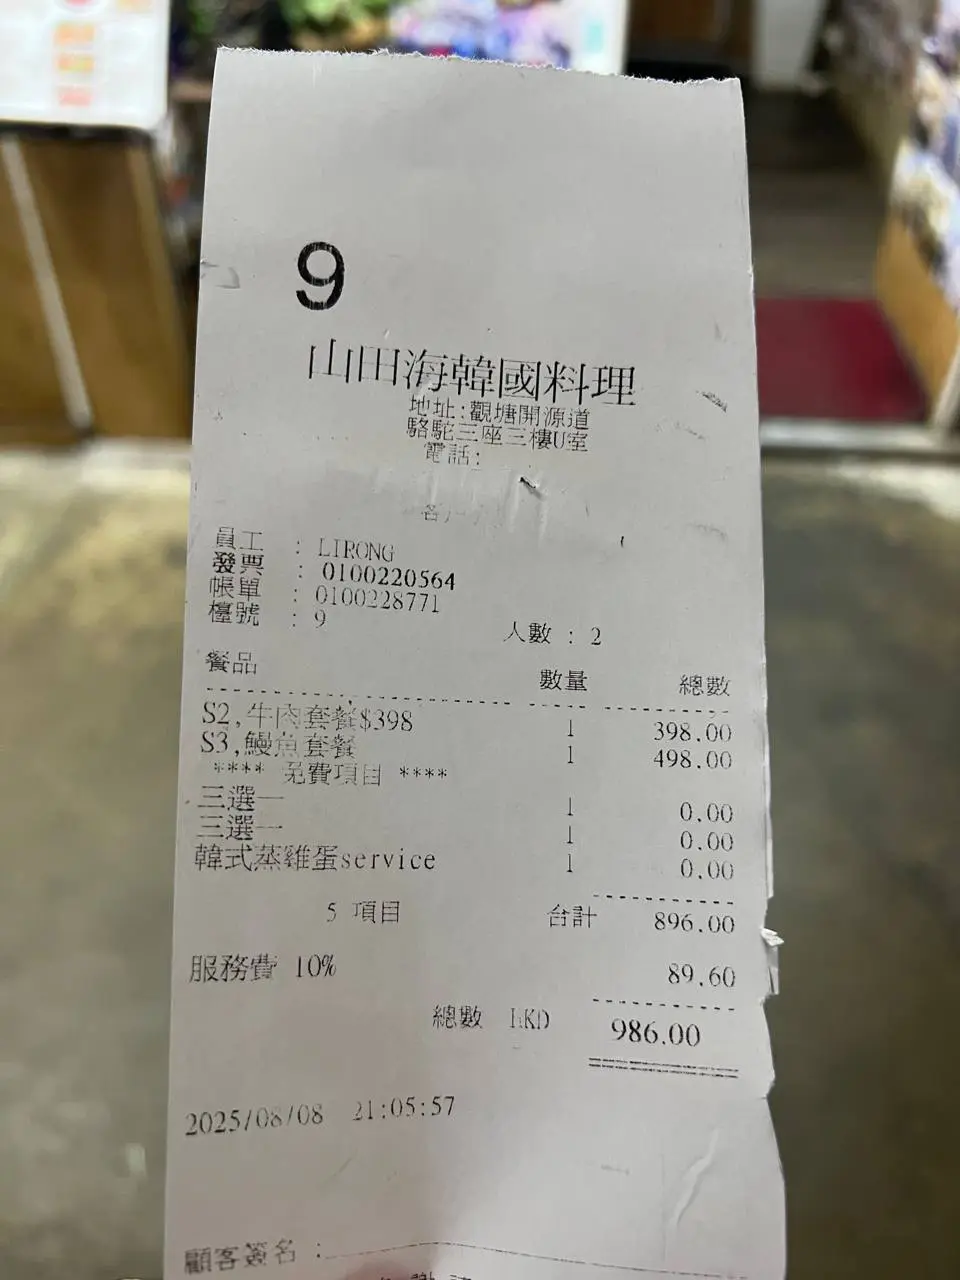 9
山田海韓國料理
地址:觀塘開源道
駱駝三座三樓U室
電話:
員工 : LIRONG
發票 : 0100220564
帳單 : 0100228771
檯號 : 9
人數 : 2
餐品 數量 總數
S2,牛肉套餐$398 1 398.00
S3,鰻魚套餐 1 498.00
**** 免費項目 ****
三選一 1 0.00
三選一 1 0.00
韓式蒸雞蛋service 1 0.00
5 項目 合計 896.00
服務費 10% 89.60
總數 HKD 986.00
2025/08/08 21:05:57
顧客簽名 :